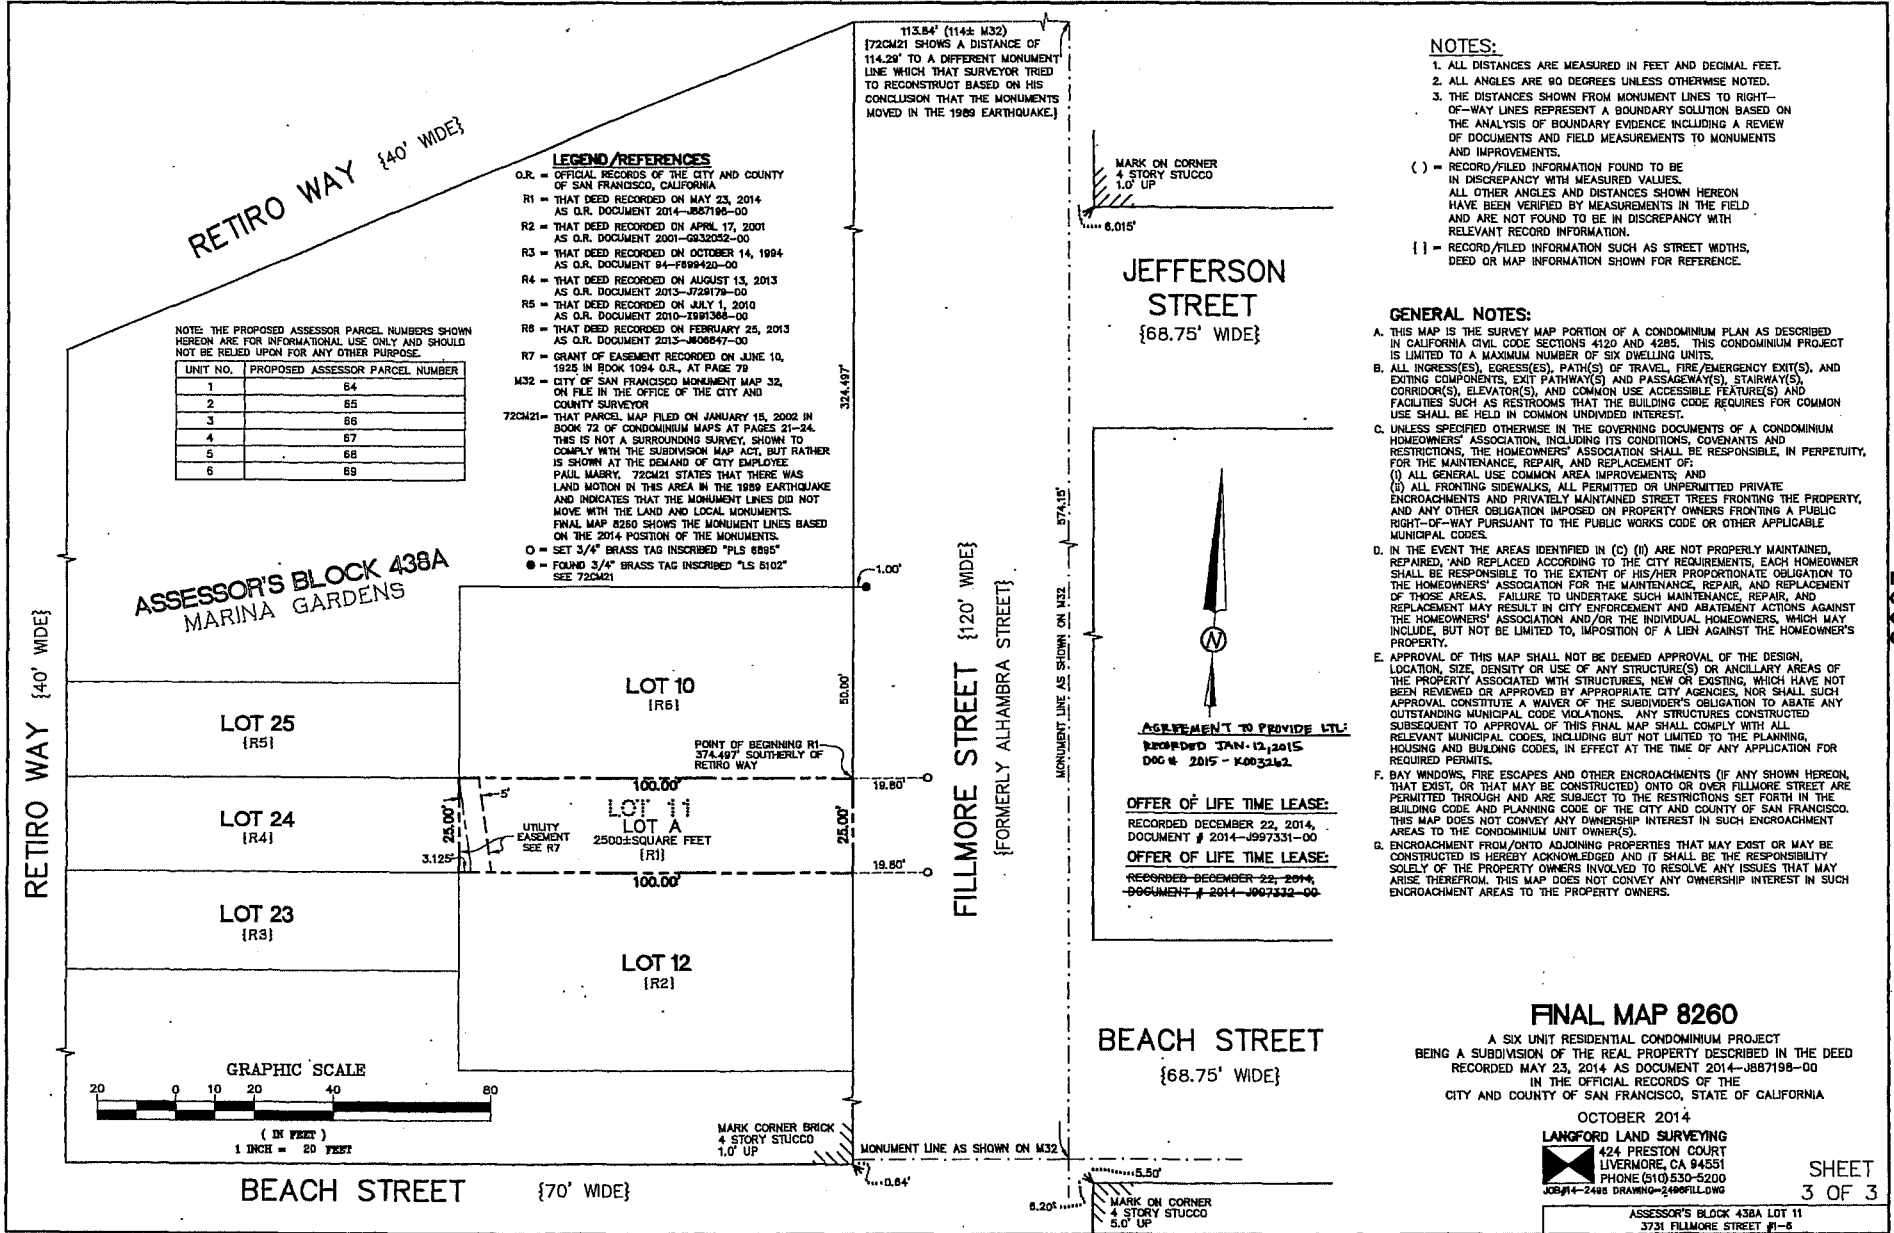 113.84' (114± M32)
{72CM21 SHOWS A DISTANCE OF
114.29' TO A DIFFERENT MONUMENT
LINE WHICH THAT SURVEYOR TRIED
TO RECONSTRUCT BASED ON HIS
CONCLUSION THAT THE MONUMENTS
MOVED IN THE 1989 EARTHQUAKE.}
RETIRO WAY {40' WIDE}
LEGEND/REFERENCES
O.R. = OFFICIAL RECORDS OF THE CITY AND COUNTY
OF SAN FRANCISCO, CALIFORNIA
R1 = THAT DEED RECORDED ON MAY 23, 2014
AS O.R. DOCUMENT 2014-J887198-00
R2 = THAT DEED RECORDED ON APRIL 17, 2001
AS O.R. DOCUMENT 2001-G932052-00
R3 = THAT DEED RECORDED ON OCTOBER 14, 1994
AS O.R. DOCUMENT 94-F699420-00
R4 = THAT DEED RECORDED ON AUGUST 13, 2013
AS O.R. DOCUMENT 2013-J729179-00
R5 = THAT DEED RECORDED ON JULY 1, 2010
AS O.R. DOCUMENT 2010-I991368-00
R6 = THAT DEED RECORDED ON FEBRUARY 25, 2013
AS O.R. DOCUMENT
R7 = GRANT OF EASEMENT RECORDED ON JUNE 10,
1925 IN BOOK 1094 O.R., AT PAGE 79
M32 = CITY OF SAN FRANCISCO MONUMENT MAP 32,
ON FILE IN THE OFFICE OF THE CITY AND
COUNTY SURVEYOR
72CM21= THAT PARCEL MAP FILED ON JANUARY 15, 2002 IN
BOOK 72 OF CONDOMINIUM MAPS AT PAGES 21-24.
THIS IS NOT A SURROUNDING SURVEY, SHOWN TO
COMPLY WITH THE SUBDIVISION MAP ACT, BUT RATHER
IS SHOWN AT THE DEMAND OF CITY EMPLOYEE
PAUL MABRY. 72CM21 STATES THAT THERE WAS
LAND MOTION IN THIS AREA IN THE 1989 EARTHQUAKE
AND INDICATES THAT THE MONUMENT LINES DID NOT
MOVE WITH THE LAND AND LOCAL MONUMENTS.
FINAL MAP 8260 SHOWS THE MONUMENT LINES BASED
ON THE 2014 POSITION OF THE MONUMENTS.
O = SET 3/4" BRASS TAG INSCRIBED "PLS 6895"
● = FOUND 3/4" BRASS TAG INSCRIBED "LS 5102"
SEE 72CM21
NOTE: THE PROPOSED ASSESSOR PARCEL NUMBERS SHOWN
HEREON ARE FOR INFORMATIONAL USE ONLY AND SHOULD
NOT BE RELIED UPON FOR ANY OTHER PURPOSE.
UNIT NO. PROPOSED ASSESSOR PARCEL NUMBER
1 64
2 65
3 66
4 67
5 68
6 69
ASSESSOR'S BLOCK 438A
MARINA GARDENS
RETIRO WAY {40' WIDE}
LOT 25
{R5}
LOT 24
{R4}
LOT 23
{R3}
LOT 10
{R6}
POINT OF BEGINNING R1
374.497' SOUTHERLY OF
RETIRO WAY
100.00'
LOT 11
LOT A
2500±SQUARE FEET
{R1}
100.00'
25.00'
5'
UTILITY
EASEMENT
SEE R7
3.125'
LOT 12
{R2}
324.497'
1.00'
50.00'
19.80'
25.00'
19.80'
FILLMORE STREET {120' WIDE}
{FORMERLY ALHAMBRA STREET}
MONUMENT LINE AS SHOWN ON M32
574.15'
MARK ON CORNER
4 STORY STUCCO
1.0' UP
6.015'
JEFFERSON
STREET
{68.75' WIDE}
N
AGREEMENT TO PROVIDE LTL:
RECORDED JAN. 12, 2015
DOC # 2015 - K003262
OFFER OF LIFE TIME LEASE:
RECORDED DECEMBER 22, 2014,
DOCUMENT # 2014-J997331-00
OFFER OF LIFE TIME LEASE:
RECORDED DECEMBER 22, 2014,
DOCUMENT # 2014-J997332-00
BEACH STREET
{68.75' WIDE}
GRAPHIC SCALE
20 0 10 20 40 80
( IN FEET )
1 INCH = 20 FEET
BEACH STREET {70' WIDE}
MARK CORNER BRICK
4 STORY STUCCO
1.0' UP
MONUMENT LINE AS SHOWN ON M32
0.64'
5.50'
6.20'
MARK ON CORNER
4 STORY STUCCO
5.0' UP
NOTES:
1. ALL DISTANCES ARE MEASURED IN FEET AND DECIMAL FEET.
2. ALL ANGLES ARE 90 DEGREES UNLESS OTHERWISE NOTED.
3. THE DISTANCES SHOWN FROM MONUMENT LINES TO RIGHT-
OF-WAY LINES REPRESENT A BOUNDARY SOLUTION BASED ON
THE ANALYSIS OF BOUNDARY EVIDENCE INCLUDING A REVIEW
OF DOCUMENTS AND FIELD MEASUREMENTS TO MONUMENTS
AND IMPROVEMENTS.
( ) = RECORD/FILED INFORMATION FOUND TO BE
IN DISCREPANCY WITH MEASURED VALUES.
ALL OTHER ANGLES AND DISTANCES SHOWN HEREON
HAVE BEEN VERIFIED BY MEASUREMENTS IN THE FIELD
AND ARE NOT FOUND TO BE IN DISCREPANCY WITH
RELEVANT RECORD INFORMATION.
{ } = RECORD/FILED INFORMATION SUCH AS STREET WIDTHS,
DEED OR MAP INFORMATION SHOWN FOR REFERENCE.
GENERAL NOTES:
A. THIS MAP IS THE SURVEY MAP PORTION OF A CONDOMINIUM PLAN AS DESCRIBED
IN CALIFORNIA CIVIL CODE SECTIONS 4120 AND 4285. THIS CONDOMINIUM PROJECT
IS LIMITED TO A MAXIMUM NUMBER OF SIX DWELLING UNITS.
B. ALL INGRESS(ES), EGRESS(ES), PATH(S) OF TRAVEL, FIRE/EMERGENCY EXIT(S), AND
EXITING COMPONENTS, EXIT PATHWAY(S) AND PASSAGEWAY(S), STAIRWAY(S),
CORRIDOR(S), ELEVATOR(S), AND COMMON USE ACCESSIBLE FEATURE(S) AND
FACILITIES SUCH AS RESTROOMS THAT THE BUILDING CODE REQUIRES FOR COMMON
USE SHALL BE HELD IN COMMON UNDIVIDED INTEREST.
C. UNLESS SPECIFIED OTHERWISE IN THE GOVERNING DOCUMENTS OF A CONDOMINIUM
HOMEOWNERS' ASSOCIATION, INCLUDING ITS CONDITIONS, COVENANTS AND
RESTRICTIONS, THE HOMEOWNERS' ASSOCIATION SHALL BE RESPONSIBLE, IN PERPETUITY,
FOR THE MAINTENANCE, REPAIR, AND REPLACEMENT OF:
(I) ALL GENERAL USE COMMON AREA IMPROVEMENTS; AND
(II) ALL FRONTING SIDEWALKS, ALL PERMITTED OR UNPERMITTED PRIVATE
ENCROACHMENTS AND PRIVATELY MAINTAINED STREET TREES FRONTING THE PROPERTY,
AND ANY OTHER OBLIGATION IMPOSED ON PROPERTY OWNERS FRONTING A PUBLIC
RIGHT-OF-WAY PURSUANT TO THE PUBLIC WORKS CODE OR OTHER APPLICABLE
MUNICIPAL CODES.
D. IN THE EVENT THE AREAS IDENTIFIED IN (C) (II) ARE NOT PROPERLY MAINTAINED,
REPAIRED, AND REPLACED ACCORDING TO THE CITY REQUIREMENTS, EACH HOMEOWNER
SHALL BE RESPONSIBLE TO THE EXTENT OF HIS/HER PROPORTIONATE OBLIGATION TO
THE HOMEOWNERS' ASSOCIATION FOR THE MAINTENANCE, REPAIR, AND REPLACEMENT
OF THOSE AREAS. FAILURE TO UNDERTAKE SUCH MAINTENANCE, REPAIR, AND
REPLACEMENT MAY RESULT IN CITY ENFORCEMENT AND ABATEMENT ACTIONS AGAINST
THE HOMEOWNERS' ASSOCIATION AND/OR THE INDIVIDUAL HOMEOWNERS, WHICH MAY
INCLUDE, BUT NOT BE LIMITED TO, IMPOSITION OF A LIEN AGAINST THE HOMEOWNER'S
PROPERTY.
E. APPROVAL OF THIS MAP SHALL NOT BE DEEMED APPROVAL OF THE DESIGN,
LOCATION, SIZE, DENSITY OR USE OF ANY STRUCTURE(S) OR ANCILLARY AREAS OF
THE PROPERTY ASSOCIATED WITH STRUCTURES, NEW OR EXISTING, WHICH HAVE NOT
BEEN REVIEWED OR APPROVED BY APPROPRIATE CITY AGENCIES, NOR SHALL SUCH
APPROVAL CONSTITUTE A WAIVER OF THE SUBDIVIDER'S OBLIGATION TO ABATE ANY
OUTSTANDING MUNICIPAL CODE VIOLATIONS. ANY STRUCTURES CONSTRUCTED
SUBSEQUENT TO APPROVAL OF THIS FINAL MAP SHALL COMPLY WITH ALL
RELEVANT MUNICIPAL CODES, INCLUDING BUT NOT LIMITED TO THE PLANNING,
HOUSING AND BUILDING CODES, IN EFFECT AT THE TIME OF ANY APPLICATION FOR
REQUIRED PERMITS.
F. BAY WINDOWS, FIRE ESCAPES AND OTHER ENCROACHMENTS (IF ANY SHOWN HEREON,
THAT EXIST, OR THAT MAY BE CONSTRUCTED) ONTO OR OVER FILLMORE STREET ARE
PERMITTED THROUGH AND ARE SUBJECT TO THE RESTRICTIONS SET FORTH IN THE
BUILDING CODE AND PLANNING CODE OF THE CITY AND COUNTY OF SAN FRANCISCO.
THIS MAP DOES NOT CONVEY ANY OWNERSHIP INTEREST IN SUCH ENCROACHMENT
AREAS TO THE CONDOMINIUM UNIT OWNER(S).
G. ENCROACHMENT FROM/ONTO ADJOINING PROPERTIES THAT MAY EXIST OR MAY BE
CONSTRUCTED IS HEREBY ACKNOWLEDGED AND IT SHALL BE THE RESPONSIBILITY
SOLELY OF THE PROPERTY OWNERS INVOLVED TO RESOLVE ANY ISSUES THAT MAY
ARISE THEREFROM. THIS MAP DOES NOT CONVEY ANY OWNERSHIP INTEREST IN SUCH
ENCROACHMENT AREAS TO THE PROPERTY OWNERS.
FINAL MAP 8260
A SIX UNIT RESIDENTIAL CONDOMINIUM PROJECT
BEING A SUBDIVISION OF THE REAL PROPERTY DESCRIBED IN THE DEED
RECORDED MAY 23, 2014 AS DOCUMENT 2014-J887198-00
IN THE OFFICIAL RECORDS OF THE
CITY AND COUNTY OF SAN FRANCISCO, STATE OF CALIFORNIA
OCTOBER 2014
LANGFORD LAND SURVEYING
424 PRESTON COURT
LIVERMORE, CA 94551
PHONE (510) 530-5200
JOB#14-2496 DRAWING=2496FILL.DWG
SHEET
3 OF 3
ASSESSOR'S BLOCK 438A LOT 11
3731 FILLMORE STREET #1-6